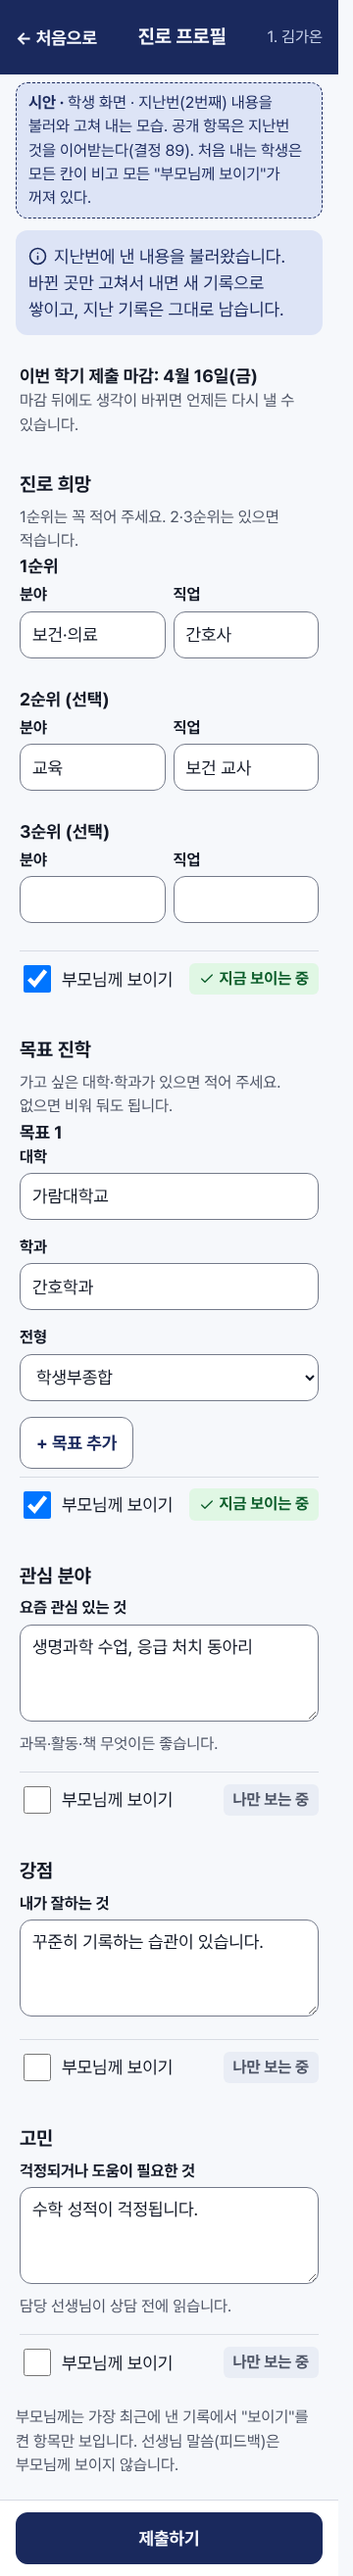 ← 처음으로 진로 프로필 1. 김가온
시안 · 학생 화면 · 지난번(2번째) 내용을
불러와 고쳐 내는 모습. 공개 항목은 지난번
것을 이어받는다(결정 89). 처음 내는 학생은
모든 칸이 비고 모든 "부모님께 보이기"가
꺼져 있다.
지난번에 낸 내용을 불러왔습니다.
바뀐 곳만 고쳐서 내면 새 기록으로
쌓이고, 지난 기록은 그대로 남습니다.
이번 학기 제출 마감: 4월 16일(금)
마감 뒤에도 생각이 바뀌면 언제든 다시 낼 수
있습니다.
진로 희망
1순위는 꼭 적어 주세요. 2·3순위는 있으면
적습니다.
1순위
분야 직업
보건·의료 간호사
2순위 (선택)
분야 직업
교육 보건 교사
3순위 (선택)
분야 직업
부모님께 보이기 ✓ 지금 보이는 중
목표 진학
가고 싶은 대학·학과가 있으면 적어 주세요.
없으면 비워 둬도 됩니다.
목표 1
대학
가람대학교
학과
간호학과
전형
학생부종합
+ 목표 추가
부모님께 보이기 ✓ 지금 보이는 중
관심 분야
요즘 관심 있는 것
생명과학 수업, 응급 처치 동아리
과목·활동·책 무엇이든 좋습니다.
부모님께 보이기 나만 보는 중
강점
내가 잘하는 것
꾸준히 기록하는 습관이 있습니다.
부모님께 보이기 나만 보는 중
고민
걱정되거나 도움이 필요한 것
수학 성적이 걱정됩니다.
담당 선생님이 상담 전에 읽습니다.
부모님께 보이기 나만 보는 중
부모님께는 가장 최근에 낸 기록에서 "보이기"를
켠 항목만 보입니다. 선생님 말씀(피드백)은
부모님께 보이지 않습니다.
제출하기